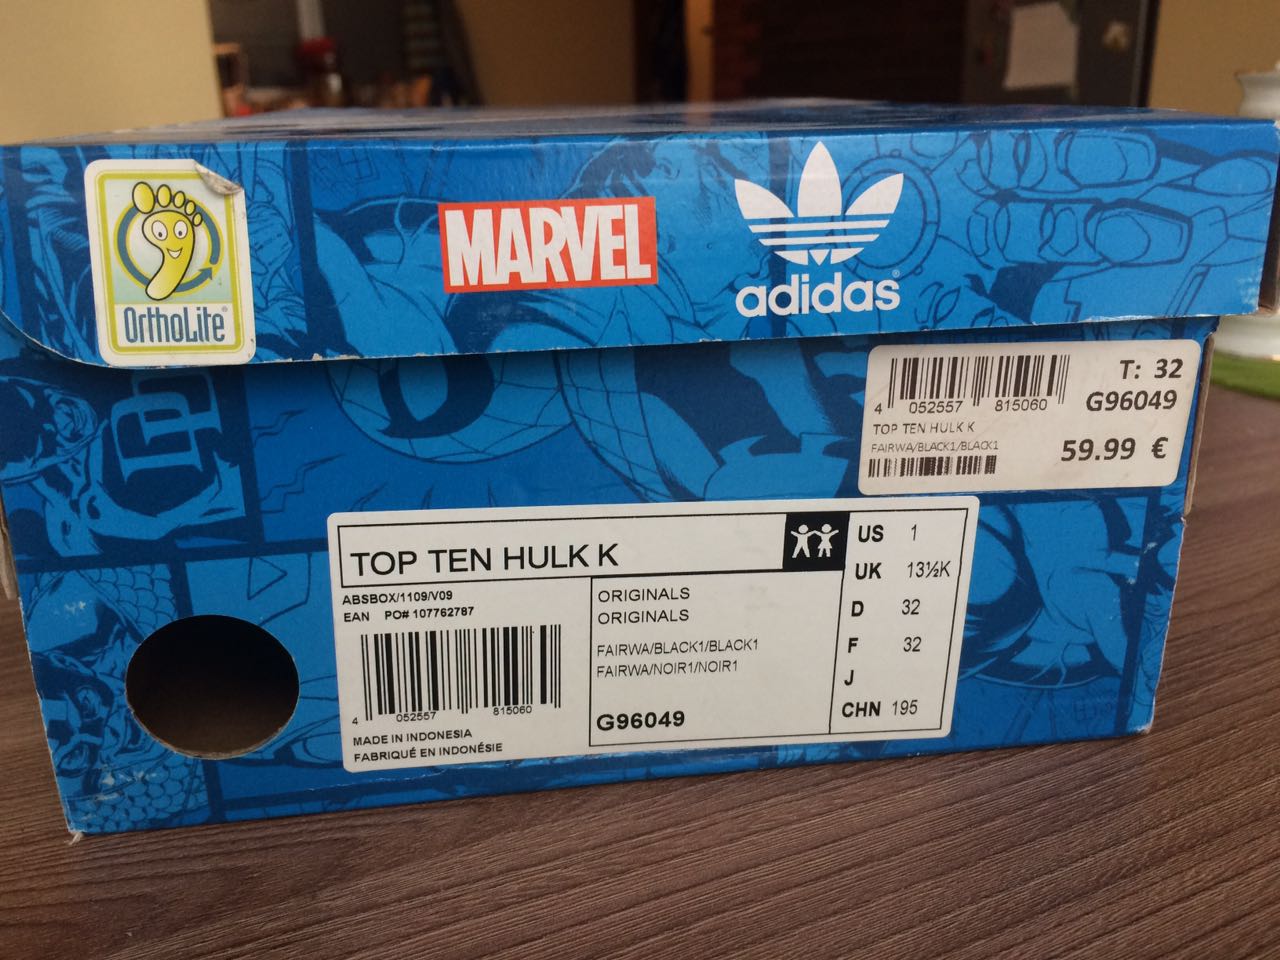 OrthoLite®
MARVEL
adidas®
T: 32
4 052557 815060
G96049
TOP TEN HULK K
FAIRWA/BLACK1/BLACK1
59.99 €
TOP TEN HULK K
ABSBOX/1109/V09
EAN PO# 107762787
4 052557 815060
MADE IN INDONESIA
FABRIQUÉ EN INDONÉSIE
ORIGINALS
ORIGINALS
FAIRWA/BLACK1/BLACK1
FAIRWA/NOIR1/NOIR1
G96049
US 1
UK 13½K
D 32
F 32
J
CHN 195